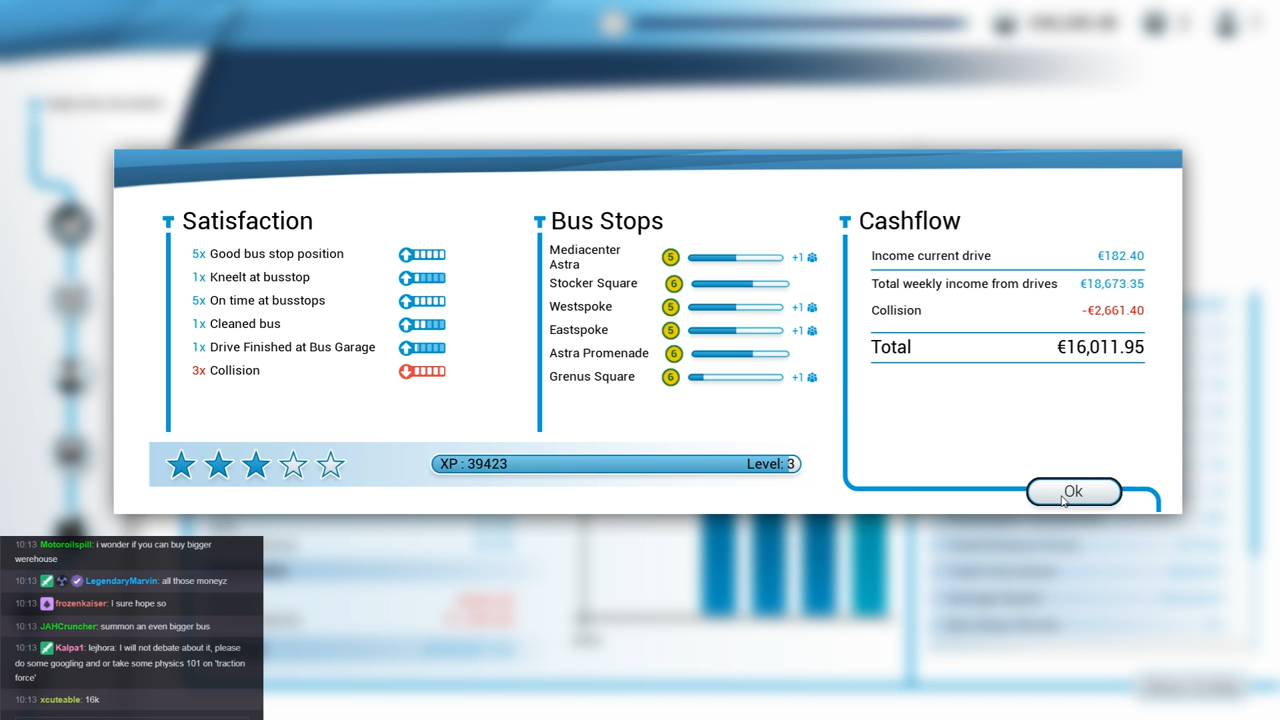 Satisfaction
5x Good bus stop position
1x Kneelt at busstop
5x On time at busstops
1x Cleaned bus
1x Drive Finished at Bus Garage
3x Collision
XP : 39423 Level: 3
Bus Stops
Mediacenter
Astra 5 +1
Stocker Square 6
Westspoke 5 +1
Eastspoke 5 +1
Astra Promenade 6
Grenus Square 6 +1
Cashflow
Income current drive €182.40
Total weekly income from drives €18,673.35
Collision -€2,661.40
Total €16,011.95
Ok
10:13 Motoroilspill: i wonder if you can buy bigger
werehouse
10:13 LegendaryMarvin: all those moneyz
10:13 frozenkaiser: I sure hope so
10:13 JAHCruncher: summon an even bigger bus
10:13 Kalpa1: lejhora: I will not debate about it, please
do some googling and or take some physics 101 on 'traction
force'
10:13 xcuteable: 16k